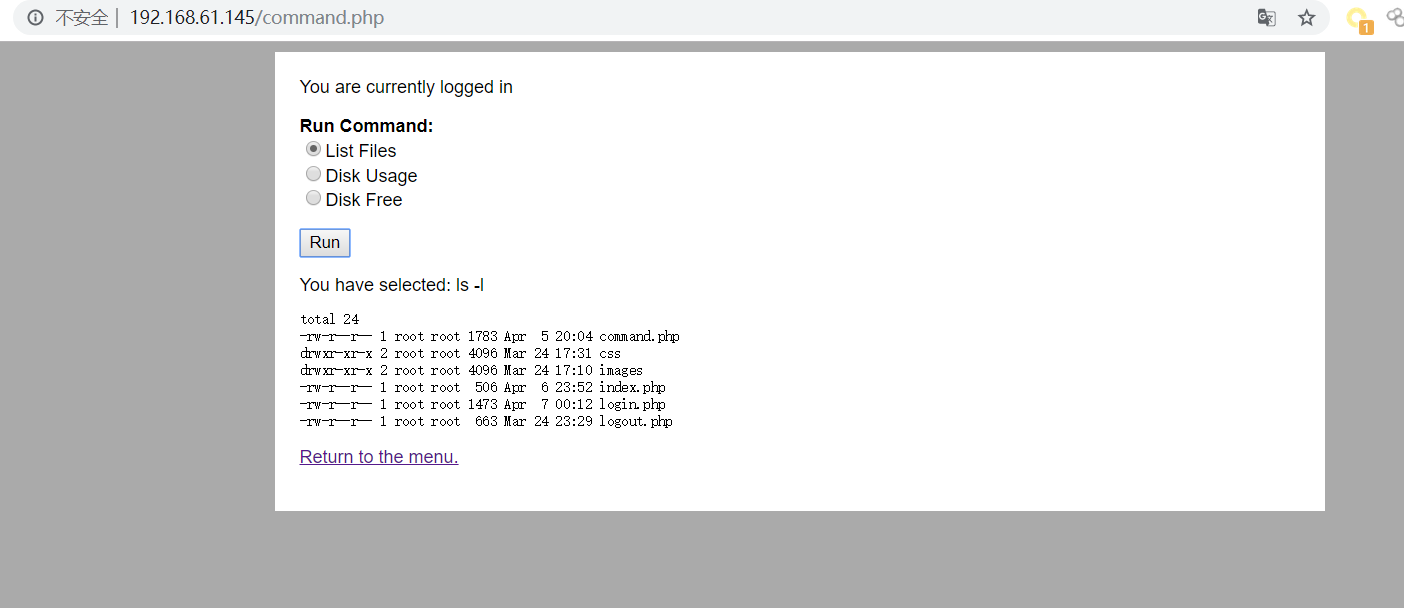 不安全 | 192.168.61.145/command.php
1
You are currently logged in
Run Command:
List Files
Disk Usage
Disk Free
Run
You have selected: ls -l
total 24
-rw-r--r-- 1 root root 1783 Apr  5 20:04 command.php
drwxr-xr-x 2 root root 4096 Mar 24 17:31 css
drwxr-xr-x 2 root root 4096 Mar 24 17:10 images
-rw-r--r-- 1 root root  506 Apr  6 23:52 index.php
-rw-r--r-- 1 root root 1473 Apr  7 00:12 login.php
-rw-r--r-- 1 root root  663 Mar 24 23:29 logout.php
Return to the menu.